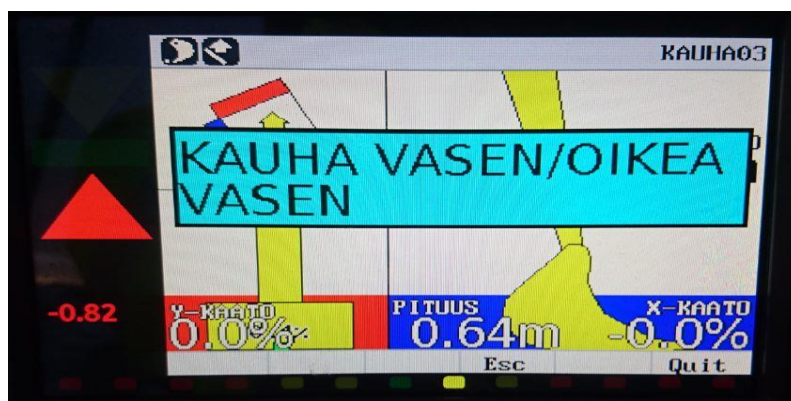 KAUHA03
KAUHA VASEN/OIKEA
VASEN
-0.82
Y-KAATO
0.0%
PITUUS
0.64m
X-KAATO
-0.0%
Esc
Quit